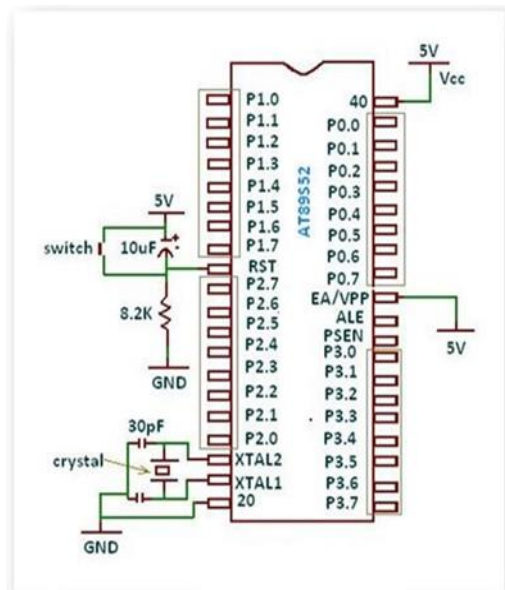 5V
Vcc
40
P1.0
P1.1
P1.2
P1.3
P1.4
P1.5
P1.6
P1.7
RST
P2.7
P2.6
P2.5
P2.4
P2.3
P2.2
P2.1
P2.0
XTAL2
XTAL1
20
AT89S52
P0.0
P0.1
P0.2
P0.3
P0.4
P0.5
P0.6
P0.7
EA/VPP
ALE
PSEN
P3.0
P3.1
P3.2
P3.3
P3.4
P3.5
P3.6
P3.7
5V
5V
switch
10uF
+
-
8.2K
GND
30pF
crystal
GND